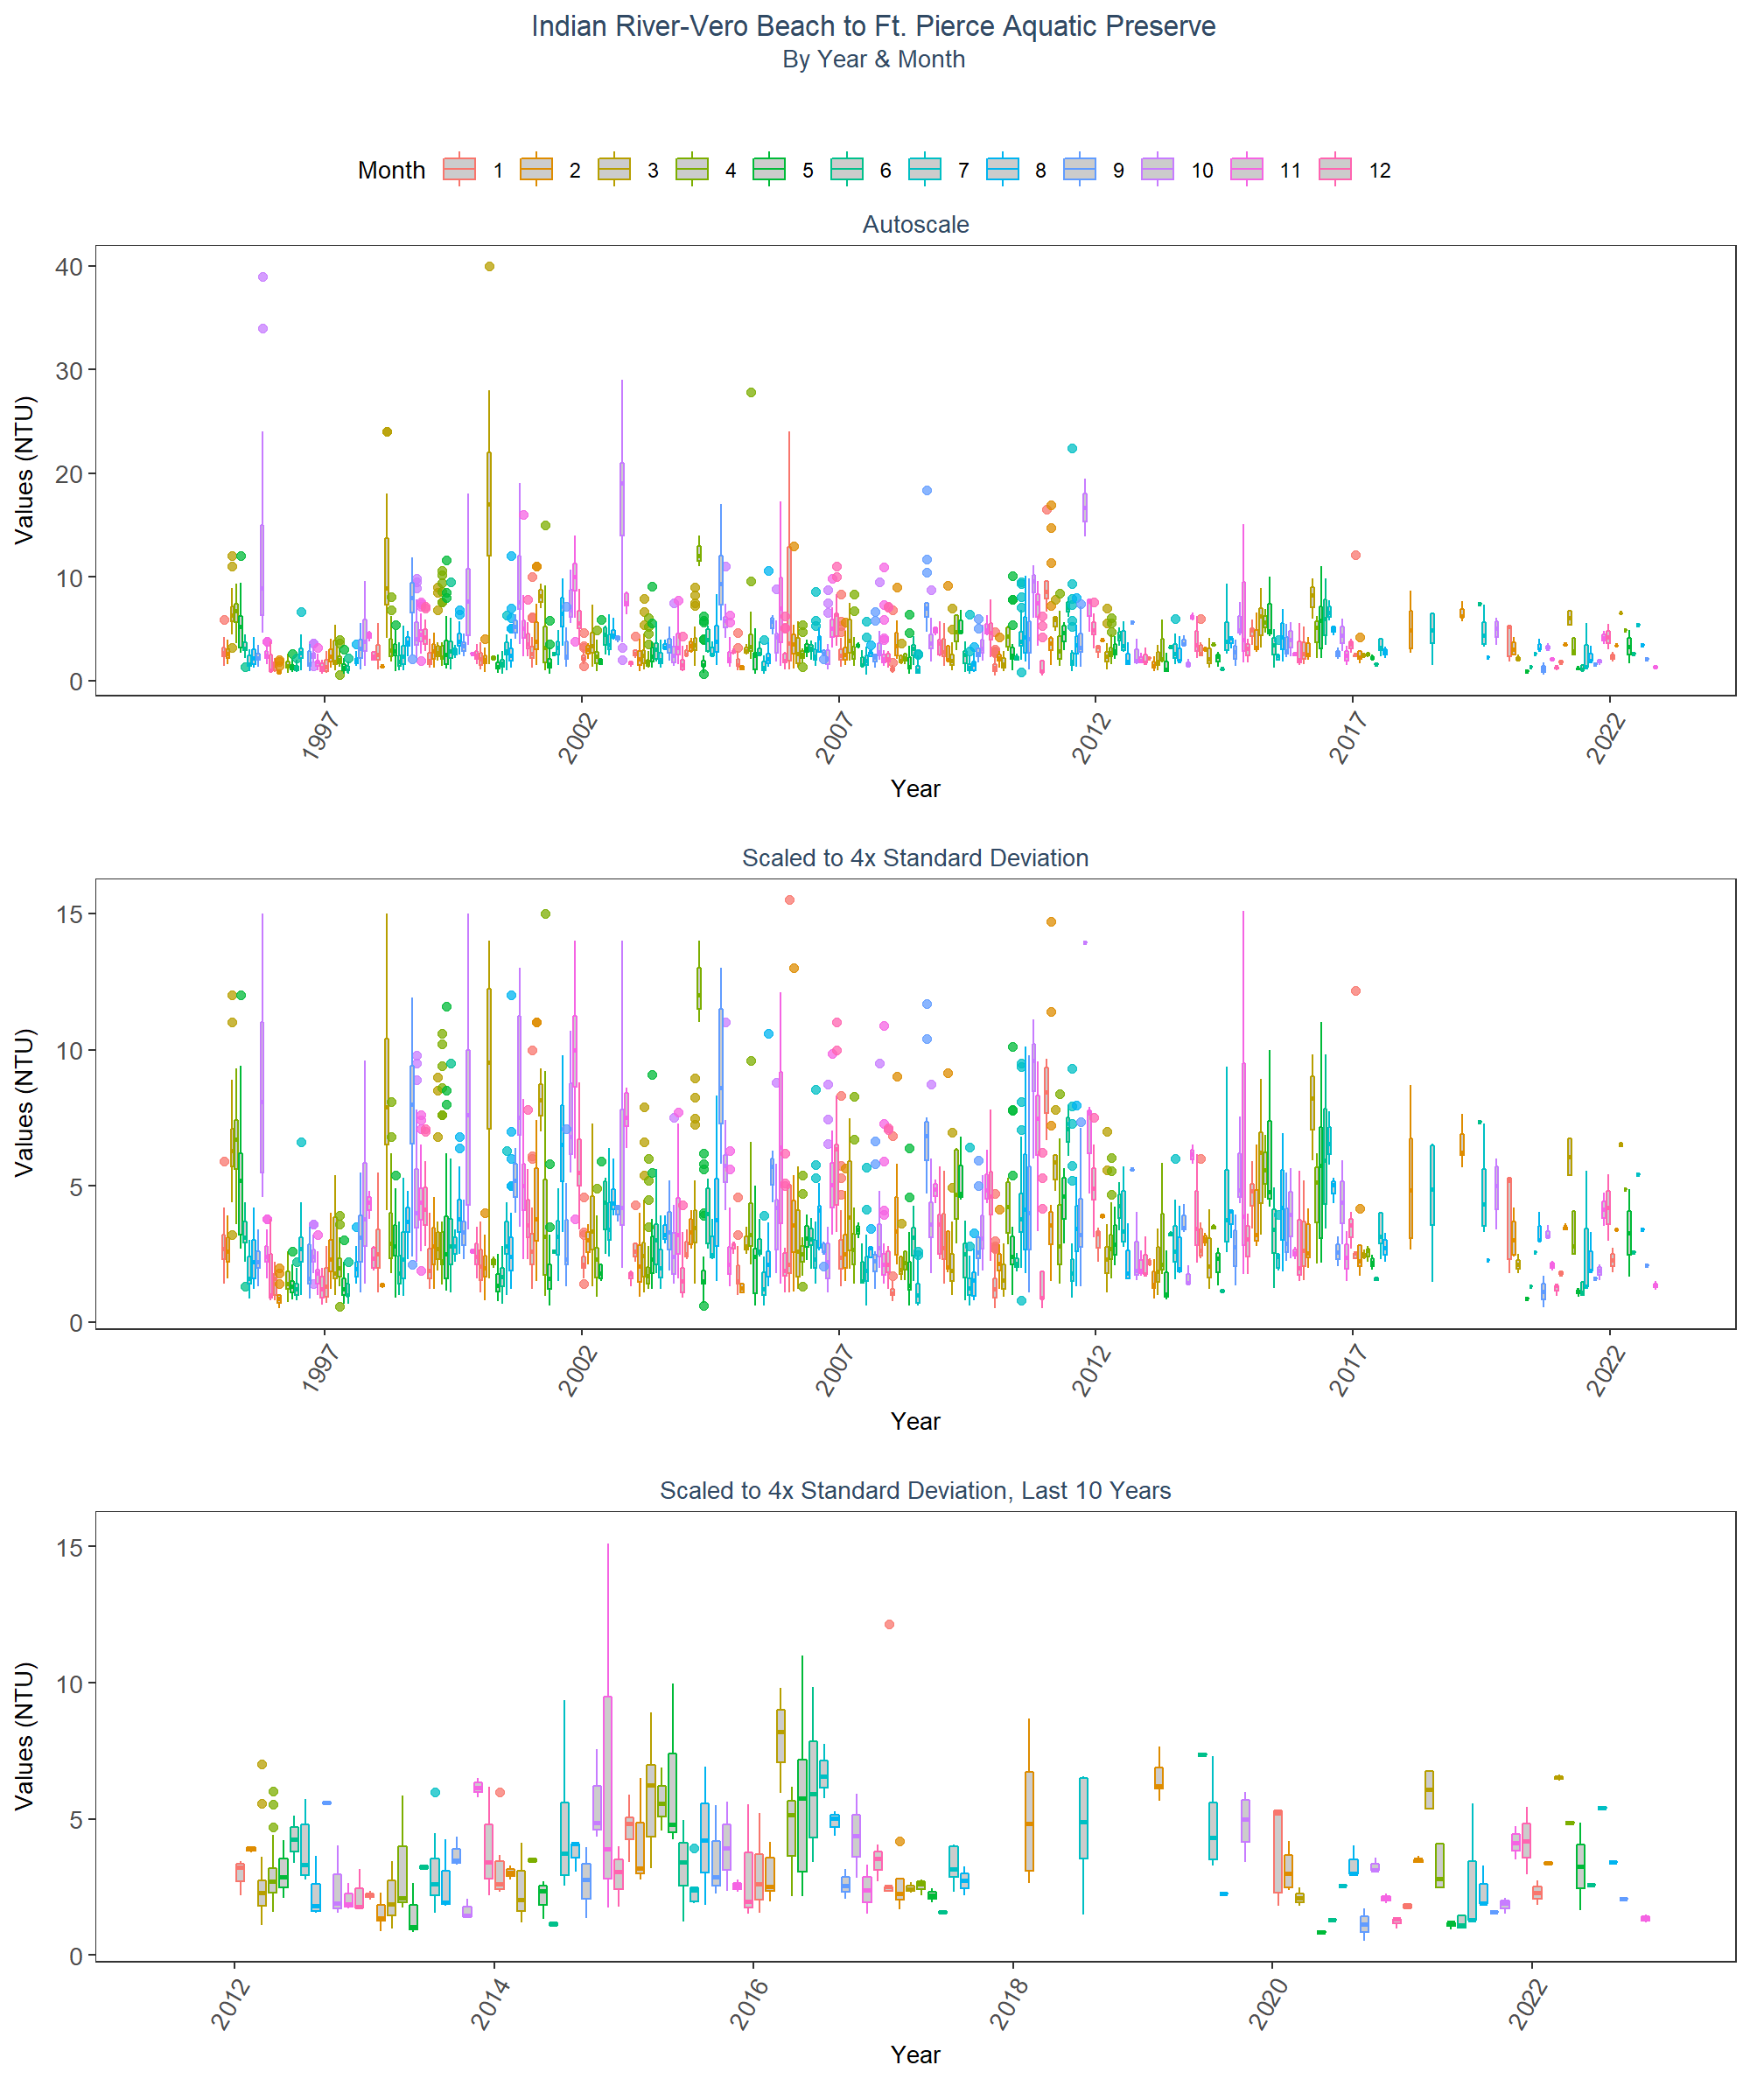 Indian River-Vero Beach to Ft. Pierce Aquatic Preserve
By Year & Month
Month 1 2 3 4 5 6 7 8 9 10 11 12
Autoscale
Values (NTU)
40
30
20
10
0
1997 2002 2007 2012 2017 2022
Year
Scaled to 4x Standard Deviation
Values (NTU)
15
10
5
0
1997 2002 2007 2012 2017 2022
Year
Scaled to 4x Standard Deviation, Last 10 Years
Values (NTU)
15
10
5
0
2012 2014 2016 2018 2020 2022
Year